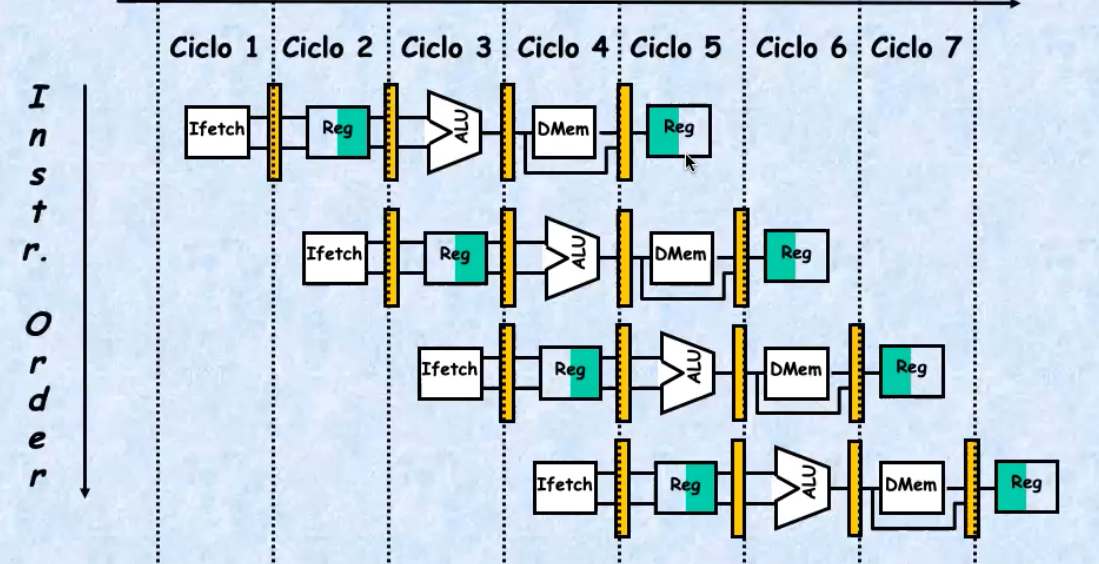 Ciclo 1 Ciclo 2 Ciclo 3 Ciclo 4 Ciclo 5 Ciclo 6 Ciclo 7
Instr. Order
Ifetch Reg ALU DMem Reg
Ifetch Reg ALU DMem Reg
Ifetch Reg ALU DMem Reg
Ifetch Reg ALU DMem Reg